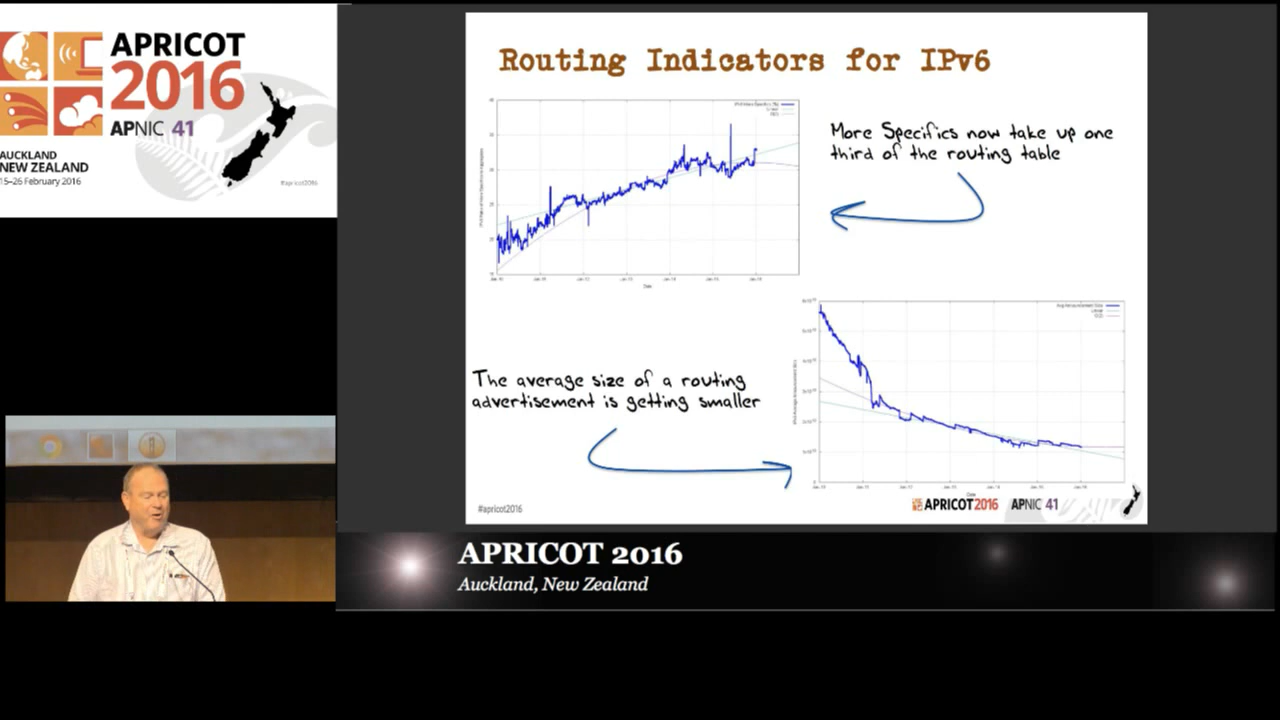 APRICOT
2016
APNIC 41
AUCKLAND
NEW ZEALAND
15-26 February 2016
#apricot2016
Routing Indicators for IPv6
More Specifics now take up one
third of the routing table
Date
The average size of a routing
advertisement is getting smaller
Date
#apricot2016
APRICOT2016 APNIC 41
APRICOT 2016
Auckland, New Zealand